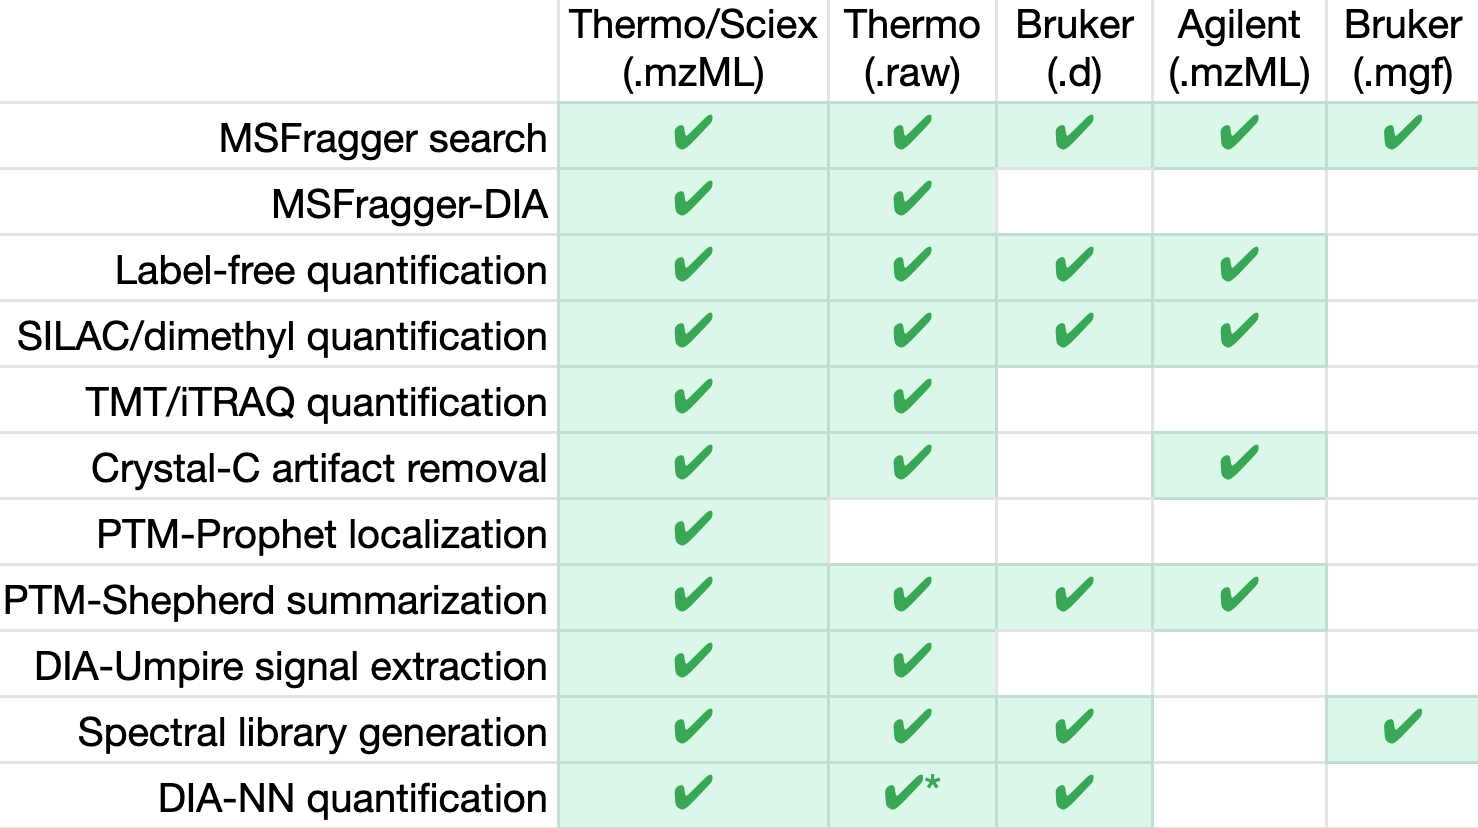 Thermo/Sciex Thermo Bruker Agilent Bruker
(.mzML) (.raw) (.d) (.mzML) (.mgf)
MSFragger search ✔ ✔ ✔ ✔ ✔
MSFragger-DIA ✔ ✔
Label-free quantification ✔ ✔ ✔ ✔
SILAC/dimethyl quantification ✔ ✔ ✔ ✔
TMT/iTRAQ quantification ✔ ✔
Crystal-C artifact removal ✔ ✔ ✔
PTM-Prophet localization ✔
PTM-Shepherd summarization ✔ ✔ ✔ ✔
DIA-Umpire signal extraction ✔ ✔
Spectral library generation ✔ ✔ ✔ ✔
DIA-NN quantification ✔ ✔* ✔